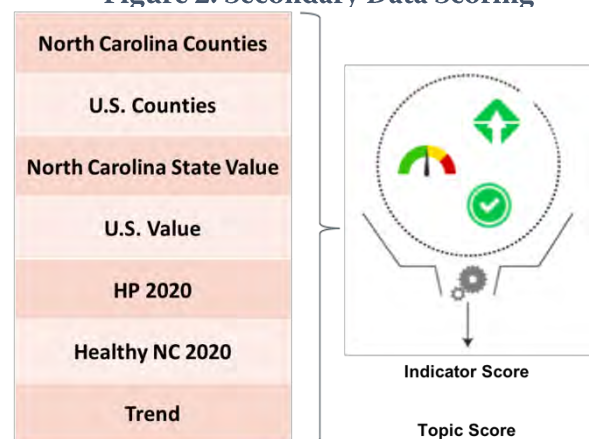 Figure 2. Secondary Data Scoring
North Carolina Counties
U.S. Counties
North Carolina State Value
U.S. Value
HP 2020
Healthy NC 2020
Trend
Indicator Score
Topic Score